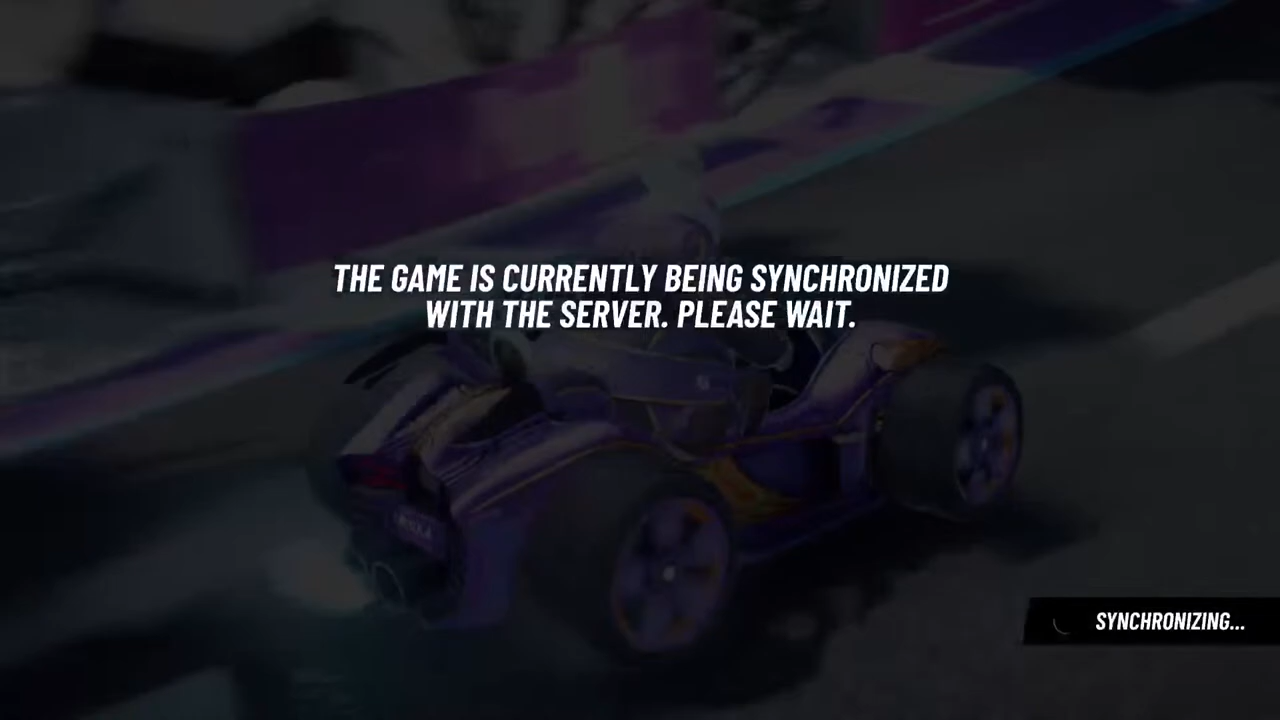 THE GAME IS CURRENTLY BEING SYNCHRONIZED
WITH THE SERVER. PLEASE WAIT.
SYNCHRONIZING...